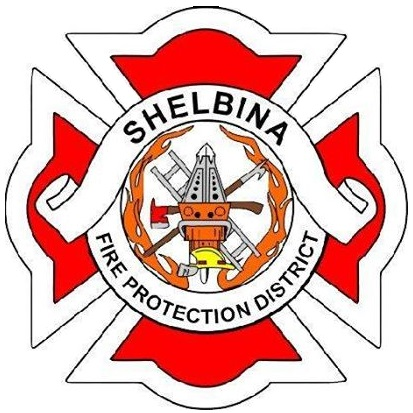 SHELBINA
FIRE PROTECTION DISTRICT